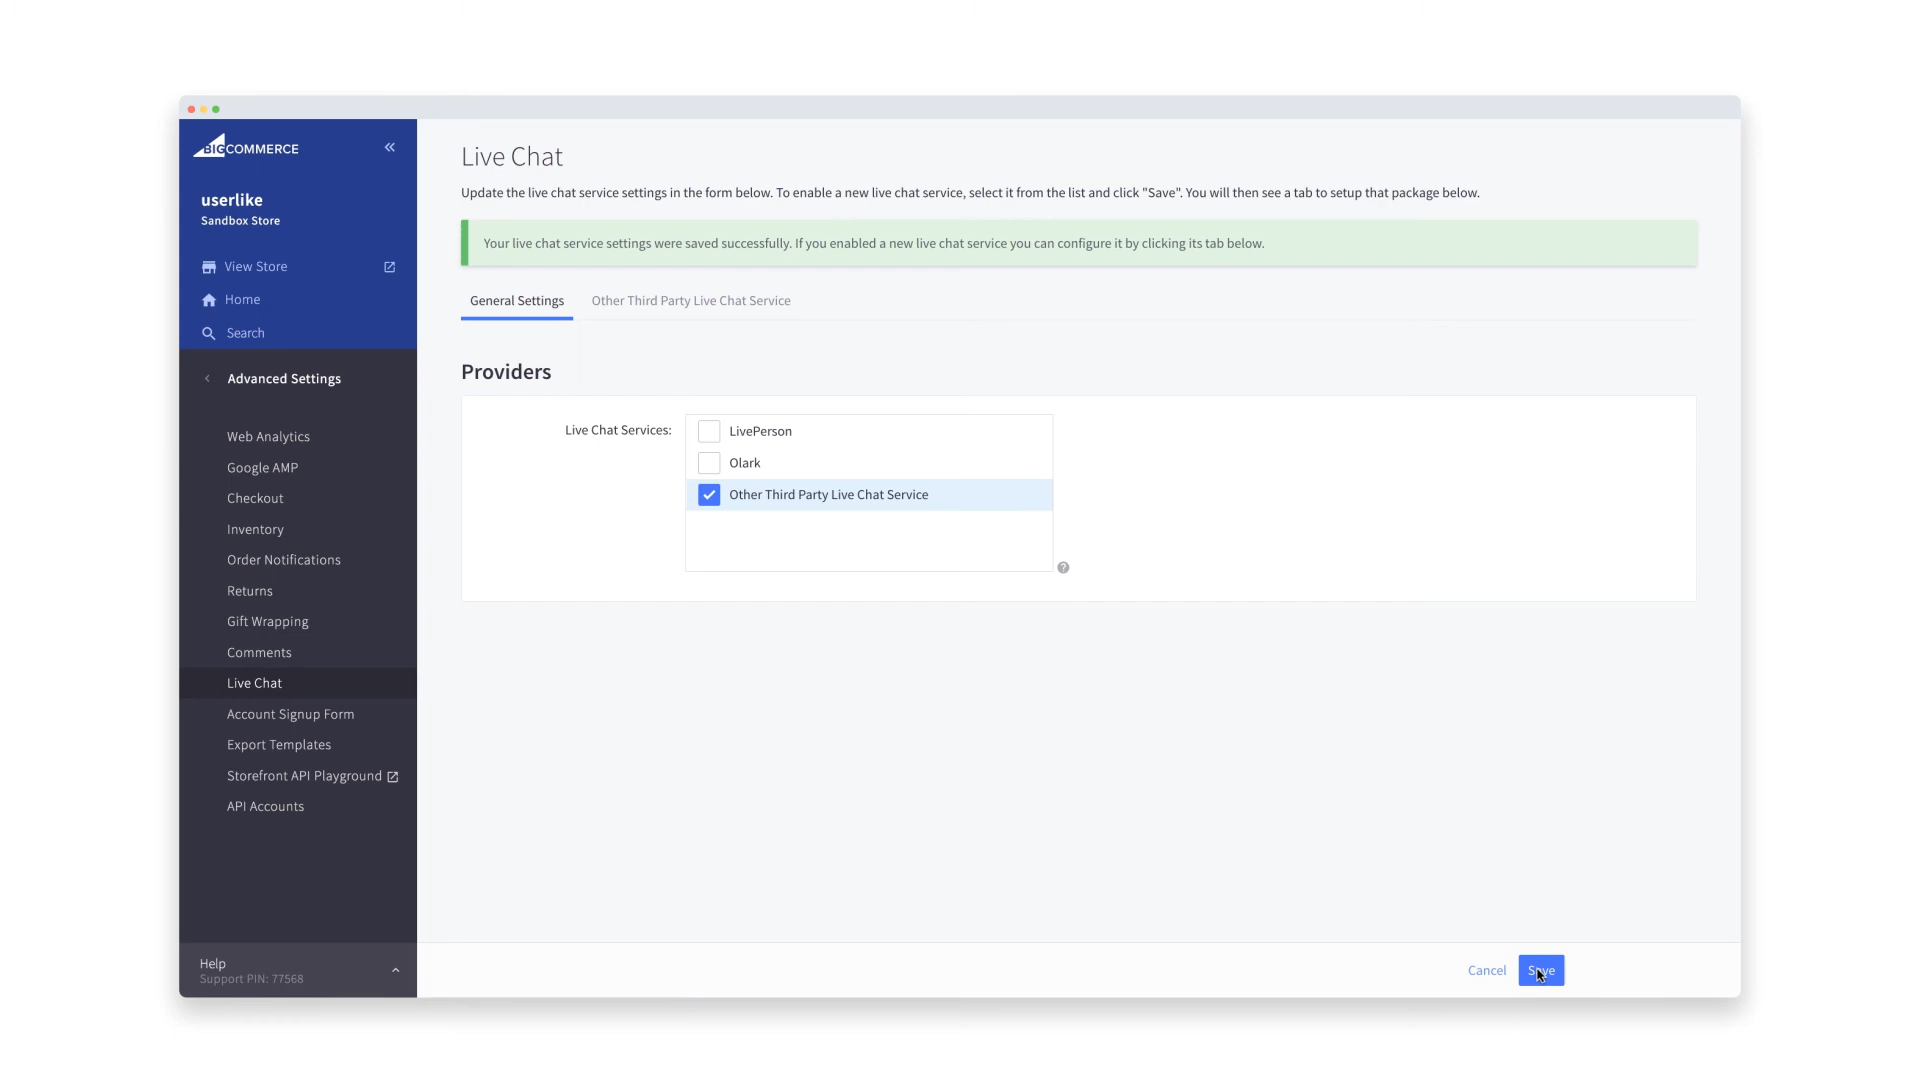 BIGCOMMERCE
userlike
Sandbox Store
View Store
Home
Search
Advanced Settings
Web Analytics
Google AMP
Checkout
Inventory
Order Notifications
Returns
Gift Wrapping
Comments
Live Chat
Account Signup Form
Export Templates
Storefront API Playground
API Accounts
Help
Support PIN: 77568
Live Chat
Update the live chat service settings in the form below. To enable a new live chat service, select it from the list and click "Save". You will then see a tab to setup that package below.
Your live chat service settings were saved successfully. If you enabled a new live chat service you can configure it by clicking its tab below.
General Settings Other Third Party Live Chat Service
Providers
Live Chat Services:
LivePerson
Olark
Other Third Party Live Chat Service
?
Cancel Save